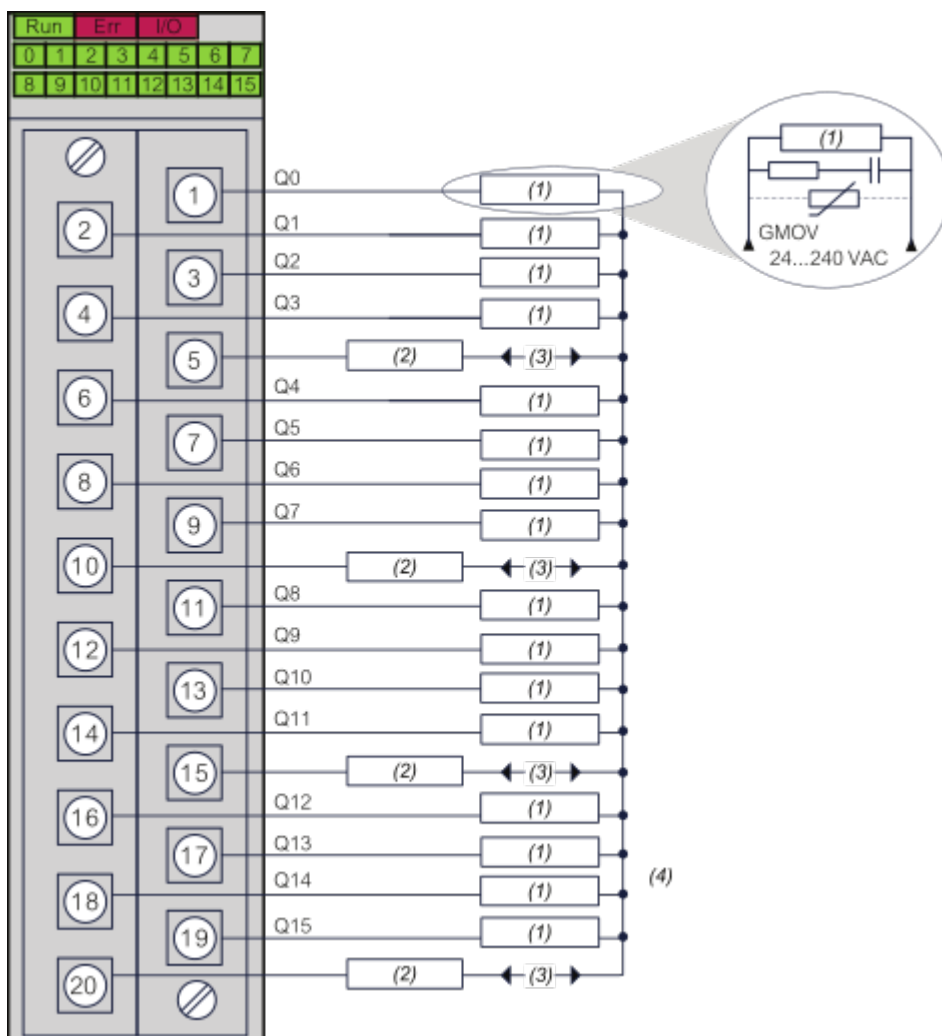 Run Err I/O
0 1 2 3 4 5 6 7
8 9 10 11 12 13 14 15
(1)
GMOV
24...240 VAC
1 Q0 (1)
2 Q1 (1)
3 Q2 (1)
4 Q3 (1)
5 (2) (3)
6 Q4 (1)
7 Q5 (1)
8 Q6 (1)
9 Q7 (1)
10 (2) (3)
11 Q8 (1)
12 Q9 (1)
13 Q10 (1)
14 Q11 (1)
15 (2) (3)
16 Q12 (1)
17 Q13 (1)
(4)
18 Q14 (1)
19 Q15 (1)
20 (2) (3)